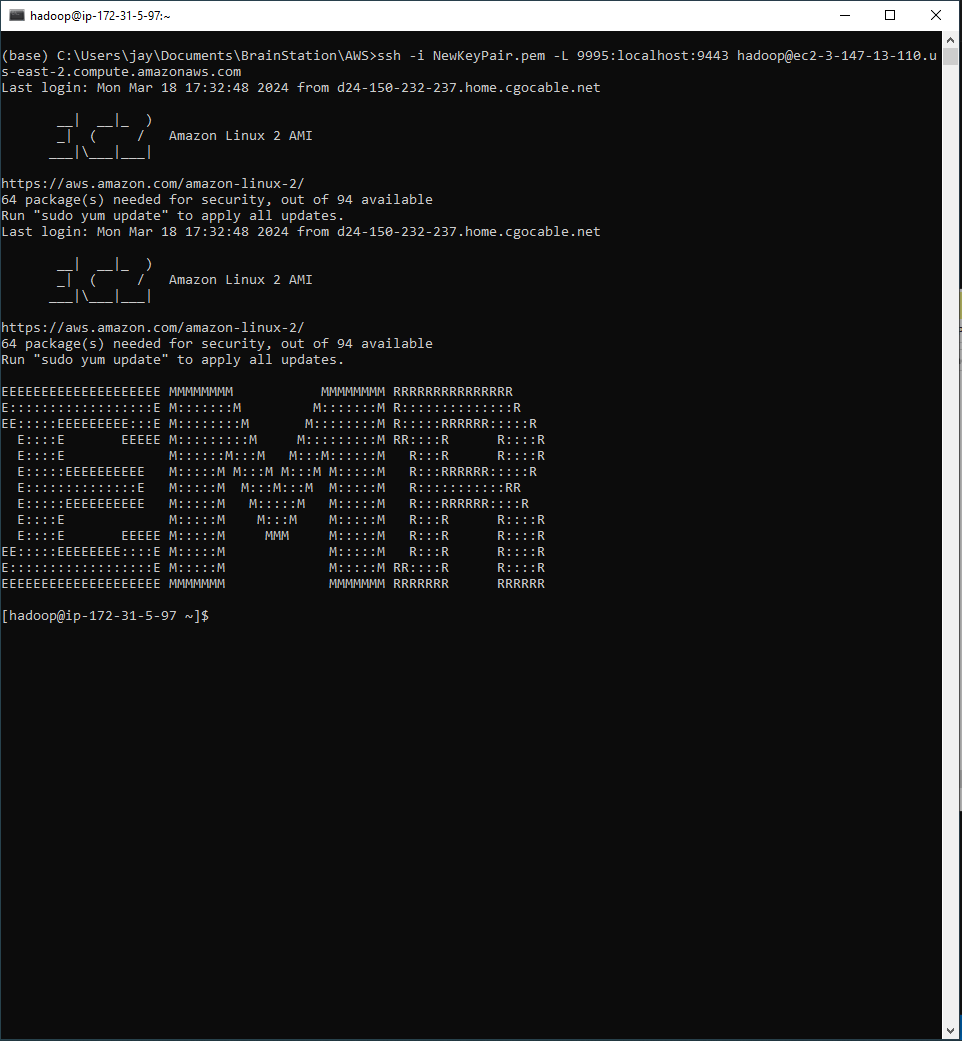 hadoop@ip-172-31-5-97:~
(base) C:\Users\jay\Documents\BrainStation\AWS>ssh -i NewKeyPair.pem -L 9995:localhost:9443 hadoop@ec2-3-147-13-110.u
s-east-2.compute.amazonaws.com
Last login: Mon Mar 18 17:32:48 2024 from d24-150-232-237.home.cgocable.net

       __|  __|_  )
       _|  (     /   Amazon Linux 2 AMI
      ___|\___|___|

https://aws.amazon.com/amazon-linux-2/
64 package(s) needed for security, out of 94 available
Run "sudo yum update" to apply all updates.
Last login: Mon Mar 18 17:32:48 2024 from d24-150-232-237.home.cgocable.net

       __|  __|_  )
       _|  (     /   Amazon Linux 2 AMI
      ___|\___|___|

https://aws.amazon.com/amazon-linux-2/
64 package(s) needed for security, out of 94 available
Run "sudo yum update" to apply all updates.

EEEEEEEEEEEEEEEEEEEE MMMMMMMM           MMMMMMMM RRRRRRRRRRRRRRR
E::::::::::::::::::E M:::::::M         M:::::::M R::::::::::::::R
EE:::::EEEEEEEEE:::E M::::::::M       M::::::::M R:::::RRRRRR:::::R
  E::::E       EEEEE M:::::::::M     M:::::::::M RR::::R      R::::R
  E::::E             M::::::M:::M   M:::M::::::M   R:::R      R::::R
  E:::::EEEEEEEEEE   M:::::M M:::M M:::M M:::::M   R:::RRRRRR:::::R
  E::::::::::::::E   M:::::M  M:::M:::M  M:::::M   R:::::::::::RR
  E:::::EEEEEEEEEE   M:::::M   M:::::M   M:::::M   R:::RRRRRR::::R
  E::::E             M:::::M    M:::M    M:::::M   R:::R      R::::R
  E::::E       EEEEE M:::::M     MMM     M:::::M   R:::R      R::::R
EE:::::EEEEEEEE::::E M:::::M             M:::::M   R:::R      R::::R
E::::::::::::::::::E M:::::M             M:::::M RR::::R      R::::R
EEEEEEEEEEEEEEEEEEEE MMMMMMM             MMMMMMM RRRRRRR      RRRRRR

[hadoop@ip-172-31-5-97 ~]$